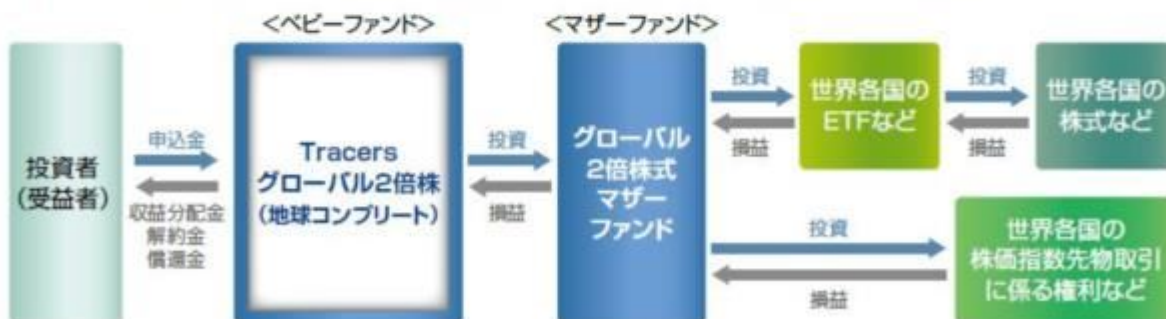 <ベビーファンド>
<マザーファンド>
投資者
(受益者)
申込金
収益分配金
解約金
償還金
Tracers
グローバル2倍株
(地球コンプリート)
投資
損益
グローバル
2倍株式
マザー
ファンド
投資
損益
世界各国の
ETFなど
投資
損益
世界各国の
株式など
投資
損益
世界各国の
株価指数先物取引
に係る権利など